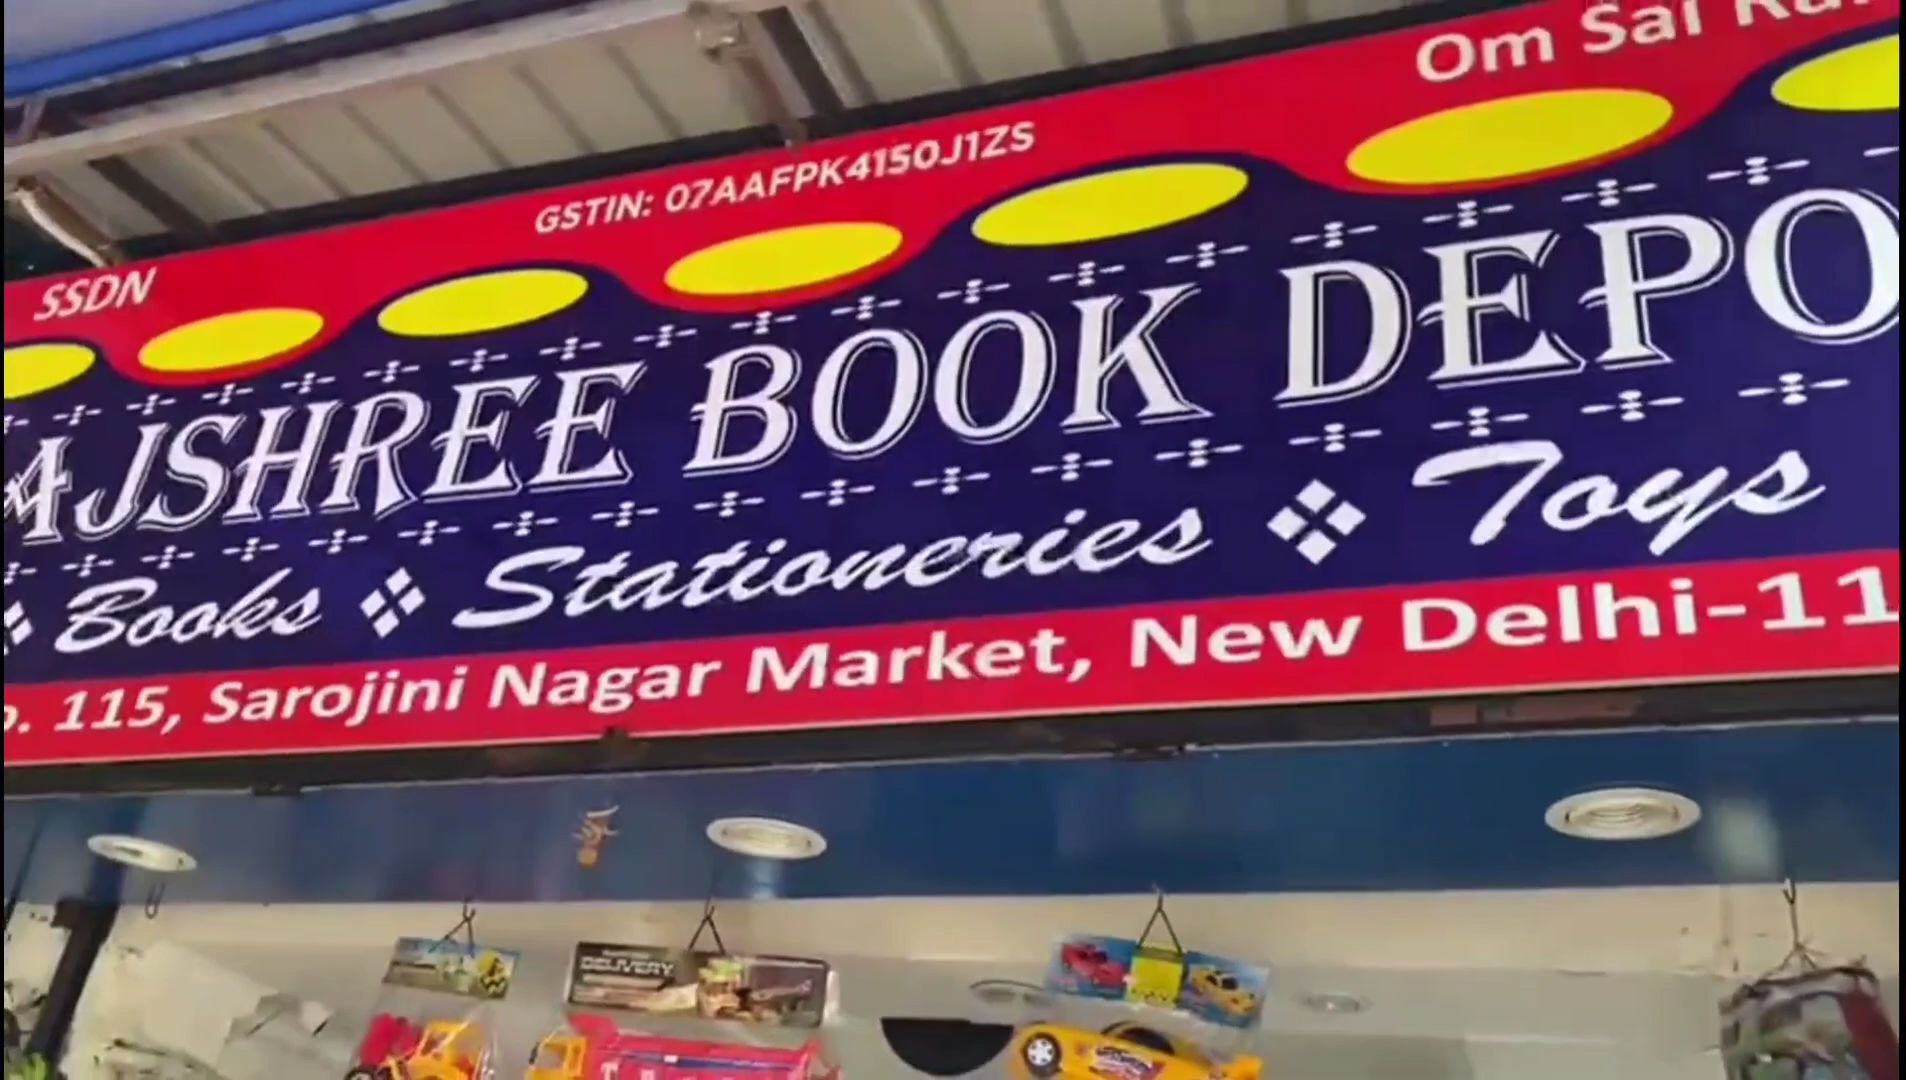 SSDN GSTIN: 07AAFPK4150J1ZS Om Sai Ra
AJSHREE BOOK DEPO
Books Stationeries Toys
o. 115, Sarojini Nagar Market, New Delhi-11
DELIVERY